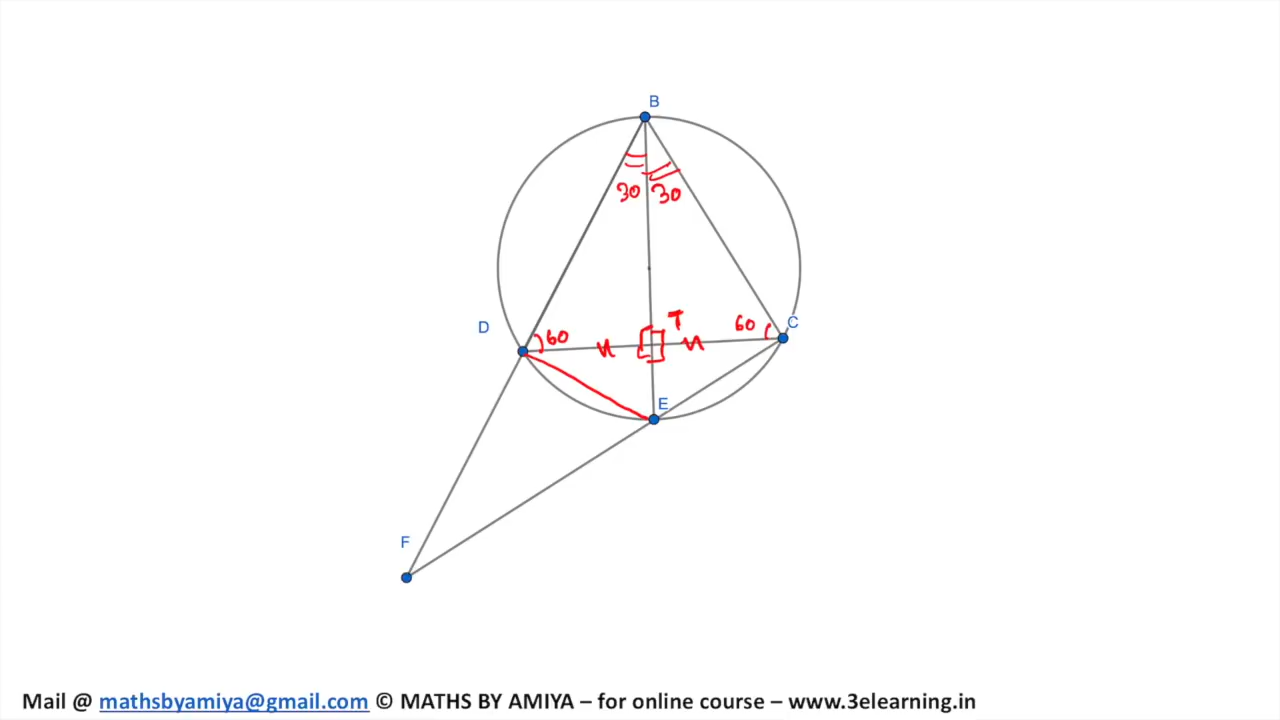 B
30 30
T
D
60
60
C
E
F
Mail @ mathsbyamiya@gmail.com © MATHS BY AMIYA – for online course – www.3elearning.in